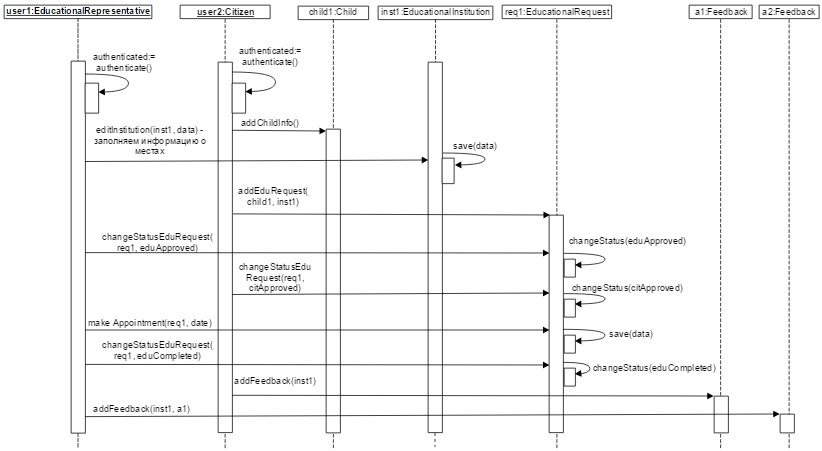 user1:EducationalRepresentative
user2:Citizen
child1:Child
inst1:EducationalInstitution
req1:EducationalRequest
a1:Feedback
a2:Feedback
authenticated:=
authenticate()
authenticated:=
authenticate()
addChildInfo()
editInstitution(inst1, data) -
заполняем информацию о
местах
save(data)
addEduRequest(
child1, inst1)
changeStatusEduRequest(
req1, eduApproved)
changeStatus(eduApproved)
changeStatusEdu
Request(req1,
citApproved)
changeStatus(citApproved)
make Appointment(req1, date)
save(data)
changeStatusEduRequest(
req1, eduCompleted)
changeStatus(eduCompleted)
addFeedback(inst1)
addFeedback(inst1, a1)